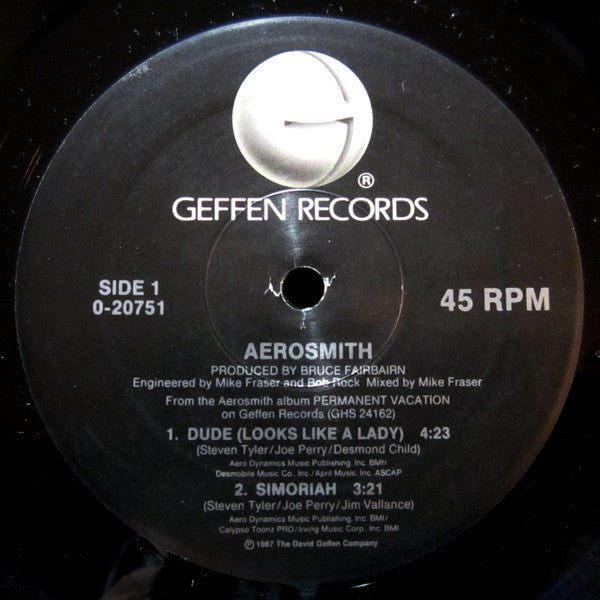 ®
GEFFEN RECORDS
SIDE 1
0-20751
45 RPM
AEROSMITH
PRODUCED BY BRUCE FAIRBAIRN
Engineered by Mike Fraser and Bob Rock Mixed by Mike Fraser
From the Aerosmith album PERMANENT VACATION
on Geffen Records (GHS 24162)
1. DUDE (LOOKS LIKE A LADY) 4:23
(Steven Tyler/Joe Perry/Desmond Child)
Aero Dynamics Music Publishing, Inc. BMI/
Desmobile Music Co., Inc./April Music, Inc. ASCAP
2. SIMORIAH 3:21
(Steven Tyler/Joe Perry/Jim Vallance)
Aero Dynamics Music Publishing, Inc. BMI/
Calypso Toonz PRO/Irving Music Corp., Inc. BMI
℗ 1987 The David Geffen Company